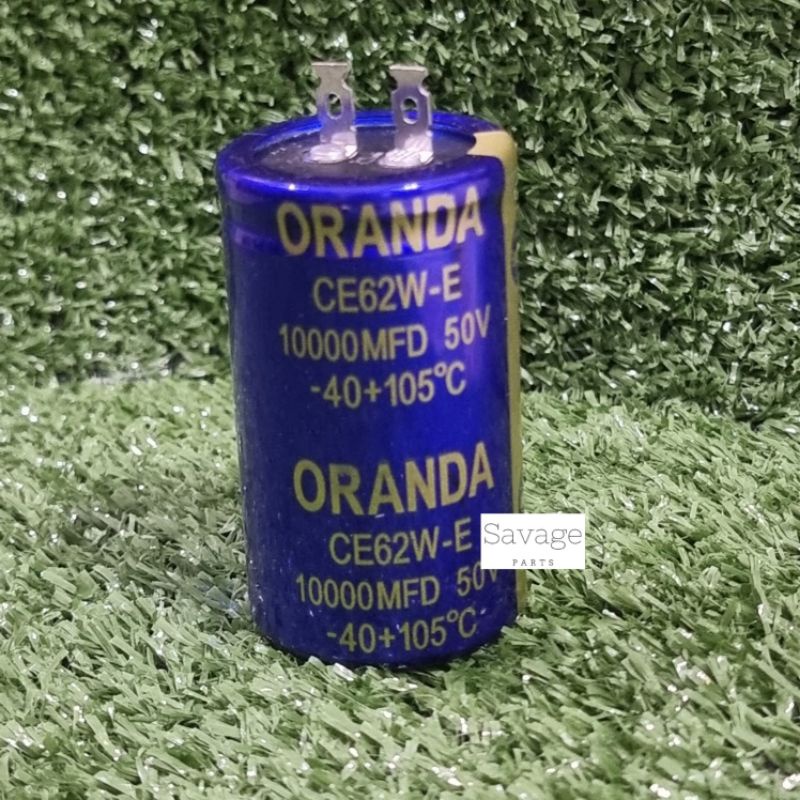 ORANDA
CE62W-E
10000MFD 50V
-40+105℃
ORANDA
CE62W-E
10000MFD 50V
-40+105℃
Savage
PARTS